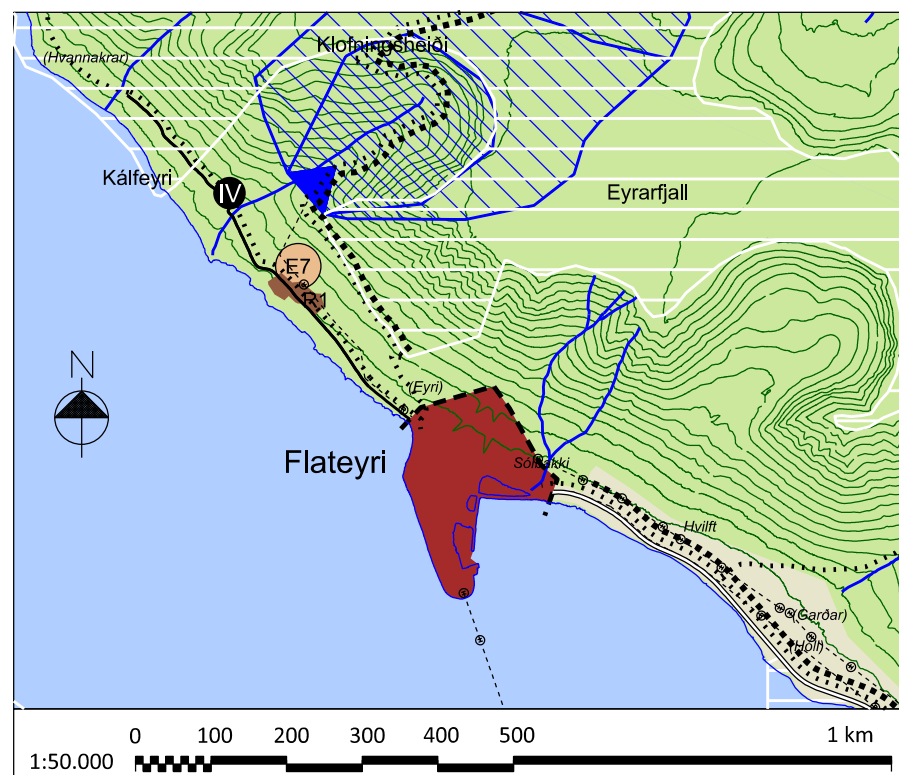 Klofningsheiði
(Hvannakrar)
Kálfeyri
IV
Eyrarfjall
E7
R1
(Eyri)
N
Flateyri
Sólbakki
Hvilft
(Garðar)
(Hóll)
0 100 200 300 400 500 1 km
1:50.000